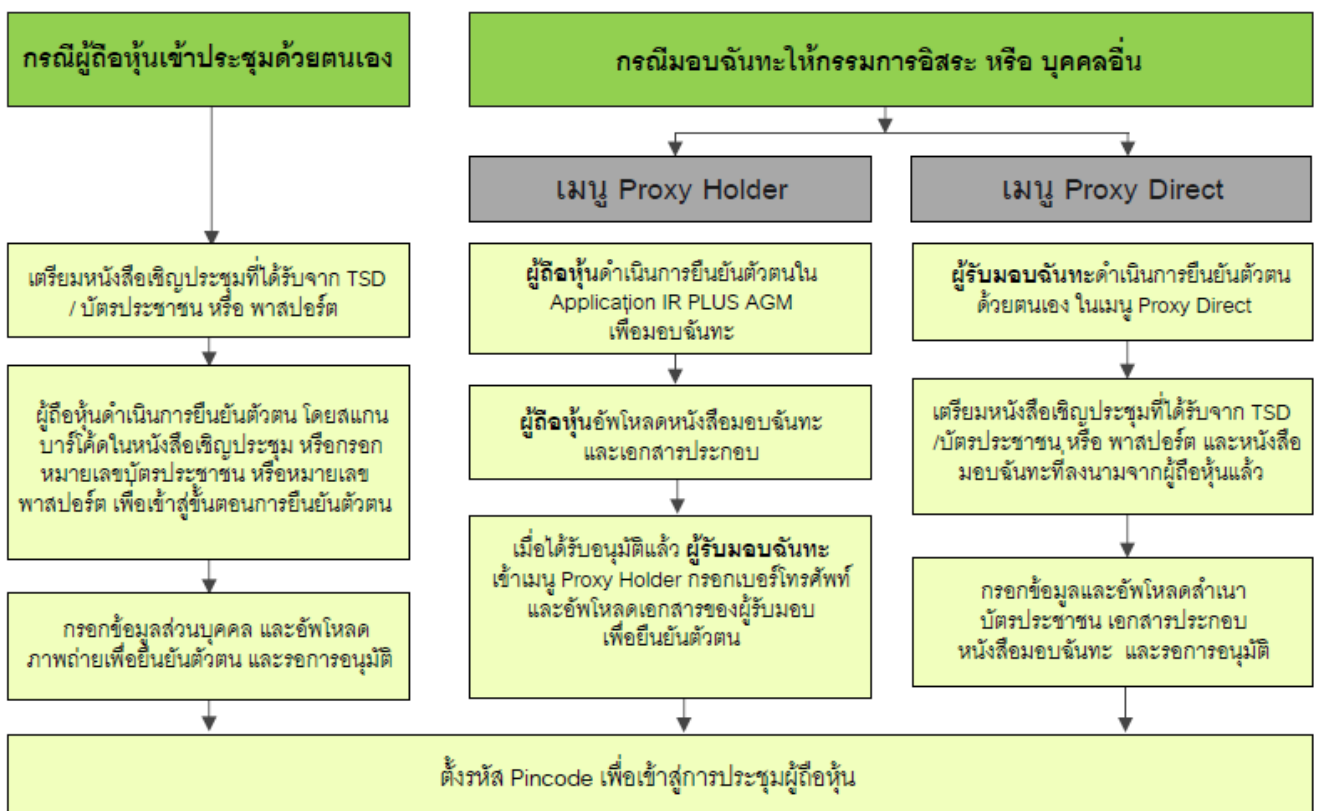 กรณีผู้ถือหุ้นเข้าประชุมด้วยตนเอง
กรณีมอบฉันทะให้กรรมการอิสระ หรือ บุคคลอื่น
เมนู Proxy Holder
เมนู Proxy Direct
เตรียมหนังสือเชิญประชุมที่ได้รับจาก TSD
/ บัตรประชาชน หรือ พาสปอร์ต
ผู้ถือหุ้นดำเนินการยืนยันตัวตนใน
Application IR PLUS AGM
เพื่อมอบฉันทะ
ผู้รับมอบฉันทะดำเนินการยืนยันตัวตน
ด้วยตนเอง ในเมนู Proxy Direct
ผู้ถือหุ้นดำเนินการยืนยันตัวตน โดยสแกน
บาร์โค้ดในหนังสือเชิญประชุม หรือกรอก
หมายเลขบัตรประชาชน หรือหมายเลข
พาสปอร์ต เพื่อเข้าสู่ขั้นตอนการยืนยันตัวตน
ผู้ถือหุ้นอัพโหลดหนังสือมอบฉันทะ
และเอกสารประกอบ
เตรียมหนังสือเชิญประชุมที่ได้รับจาก TSD
/บัตรประชาชน หรือ พาสปอร์ต และหนังสือ
มอบฉันทะที่ลงนามจากผู้ถือหุ้นแล้ว
กรอกข้อมูลส่วนบุคคล และอัพโหลด
ภาพถ่ายเพื่อยืนยันตัวตน และรอการอนุมัติ
เมื่อได้รับอนุมัติแล้ว ผู้รับมอบฉันทะ
เข้าเมนู Proxy Holder กรอกเบอร์โทรศัพท์
และอัพโหลดเอกสารของผู้รับมอบ
เพื่อยืนยันตัวตน
กรอกข้อมูลและอัพโหลดสำเนา
บัตรประชาชน เอกสารประกอบ
หนังสือมอบฉันทะ และรอการอนุมัติ
ตั้งรหัส Pincode เพื่อเข้าสู่การประชุมผู้ถือหุ้น